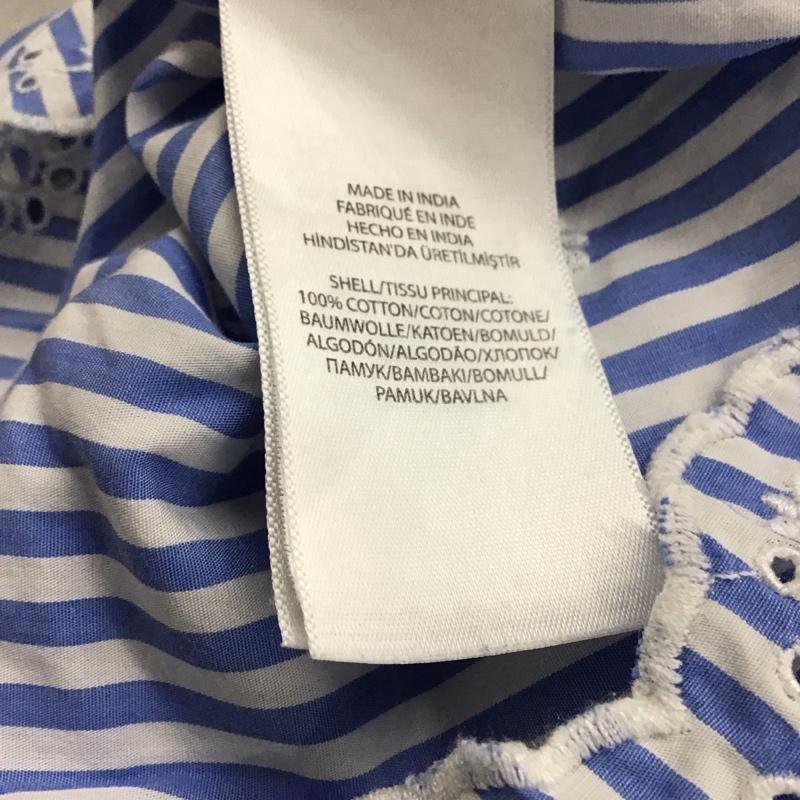 MADE IN INDIA
FABRIQUÉ EN INDE
HECHO EN INDIA
HİNDİSTAN'DA ÜRETİLMİŞTİR
SHELL/TISSU PRINCIPAL:
100% COTTON/COTON/COTONE/
BAUMWOLLE/KATOEN/BOMULD/
ALGODÓN/ALGODÃO/ХЛОПОК/
ПАМУК/ΒΑΜΒΑΚΙ/BOMULL/
PAMUK/BAVLNA